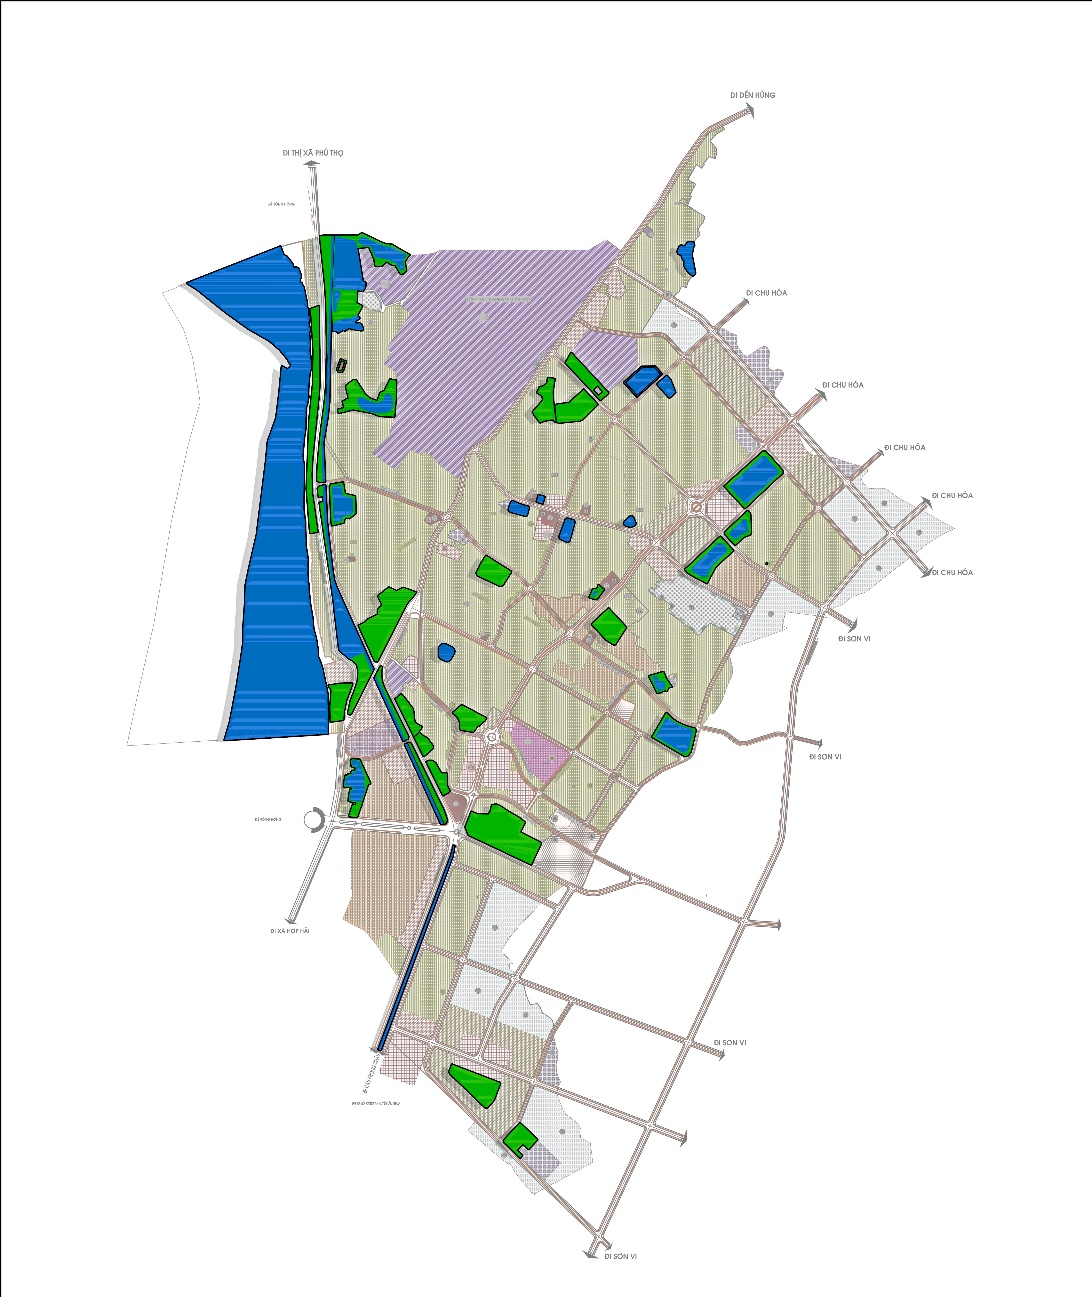 ĐI ĐỀN HÙNG
ĐI THỊ XÃ PHÚ THỌ
ĐI CHU HÓA
ĐI CHU HÓA
ĐI CHU HÓA
ĐI CHU HÓA
ĐI CHU HÓA
ĐI SƠN VI
ĐI SƠN VI
ĐI XÃ HỢP HẢI
ĐI SƠN VI
ĐI SƠN VI